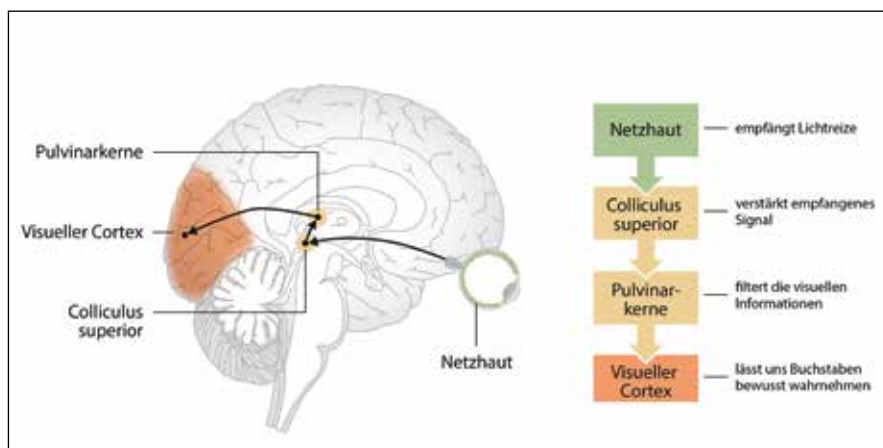 Pulvinarkerne
Visueller Cortex
Colliculus
superior
Netzhaut
Netzhaut
empfängt Lichtreize
Colliculus
superior
verstärkt empfangenes
Signal
Pulvinar-
kerne
filtert die visuellen
Informationen
Visueller
Cortex
lässt uns Buchstaben
bewusst wahrnehmen